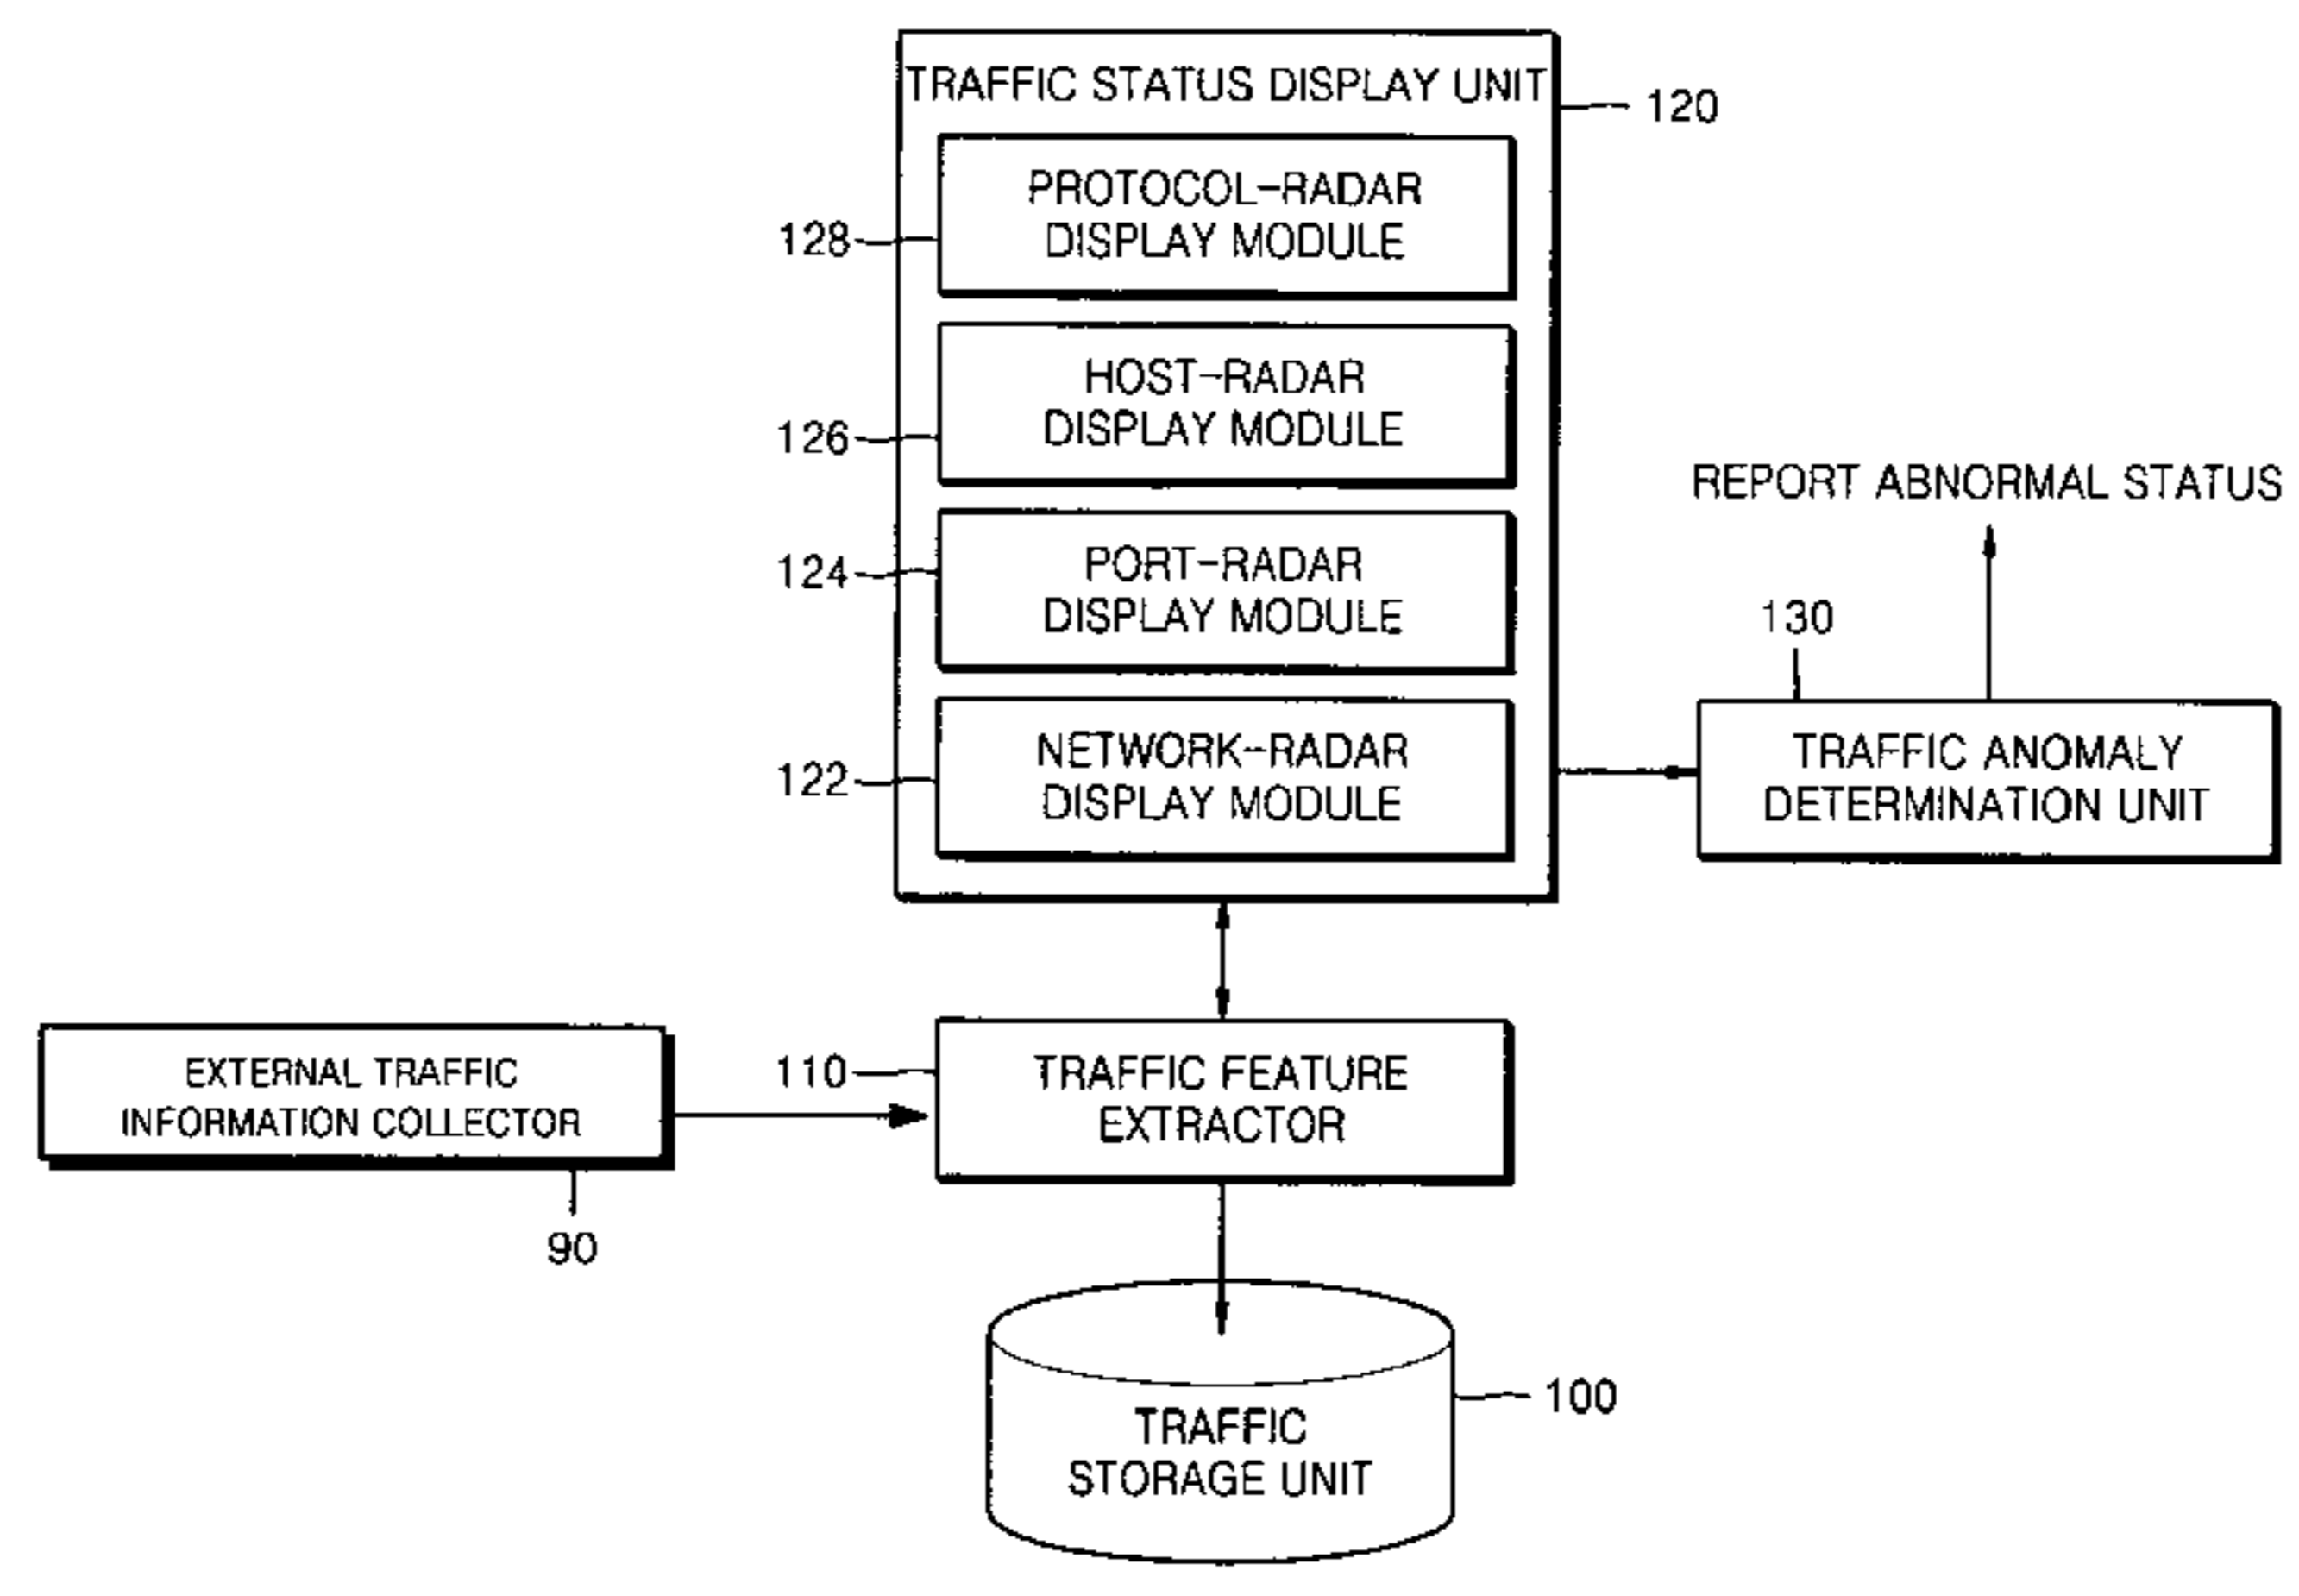 TRAFFIC STATUS DISPLAY UNIT
120
PROTOCOL-RADAR
DISPLAY MODULE
128
HOST-RADAR
DISPLAY MODULE
126
REPORT ABNORMAL STATUS
PORT-RADAR
DISPLAY MODULE
124
130
NETWORK-RADAR
DISPLAY MODULE
122
TRAFFIC ANOMALY
DETERMINATION UNIT
EXTERNAL TRAFFIC
INFORMATION COLLECTOR
90
110
TRAFFIC FEATURE
EXTRACTOR
100
TRAFFIC
STORAGE UNIT